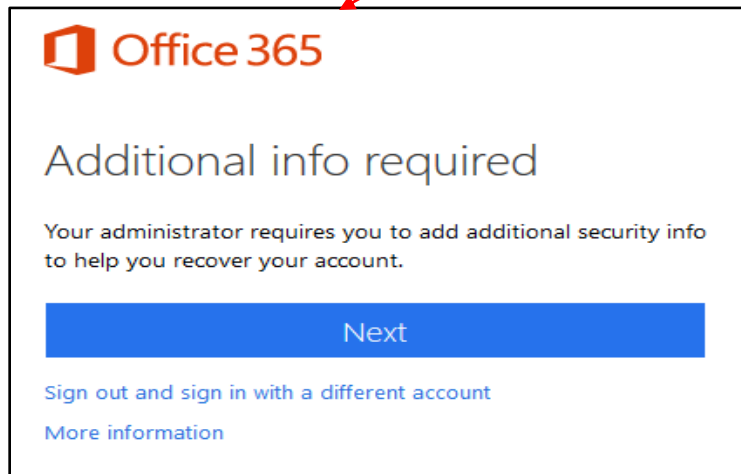 Office 365
Additional info required
Your administrator requires you to add additional security info
to help you recover your account.
Next
Sign out and sign in with a different account
More information